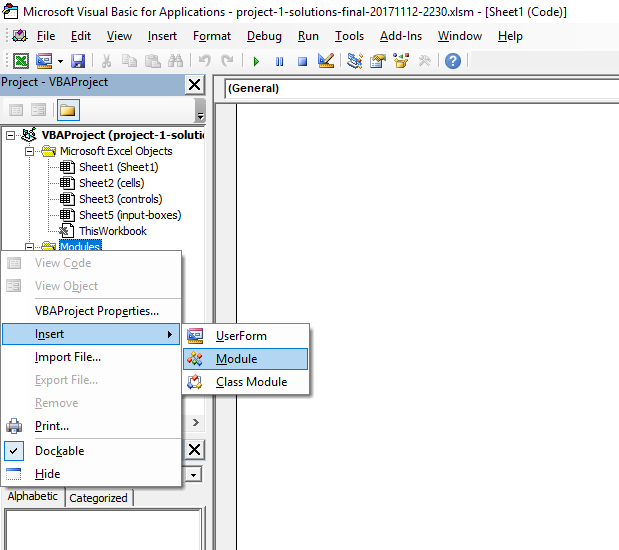 Microsoft Visual Basic for Applications - project-1-solutions-final-20171112-2230.xlsm - [Sheet1 (Code)]
File Edit View Insert Format Debug Run Tools Add-Ins Window Help
Project - VBAProject
(General)
VBAProject (project-1-solutio
Microsoft Excel Objects
Sheet1 (Sheet1)
Sheet2 (cells)
Sheet3 (controls)
Sheet5 (input-boxes)
ThisWorkbook
Modules
View Code
View Object
VBAProject Properties...
Insert
UserForm
Import File...
Module
Export File...
Class Module
Remove
Print...
Dockable
Hide
Alphabetic Categorized